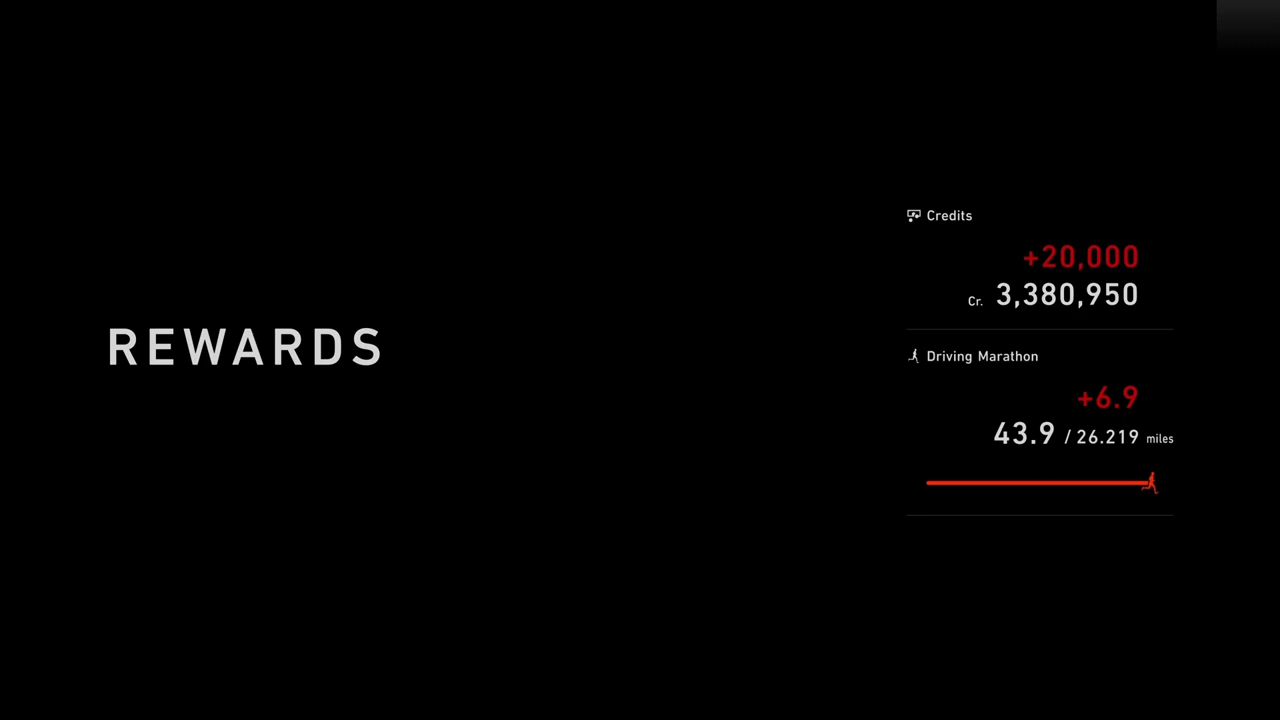 REWARDS
Credits
+20,000
Cr. 3,380,950
Driving Marathon
+6.9
43.9 / 26.219 miles